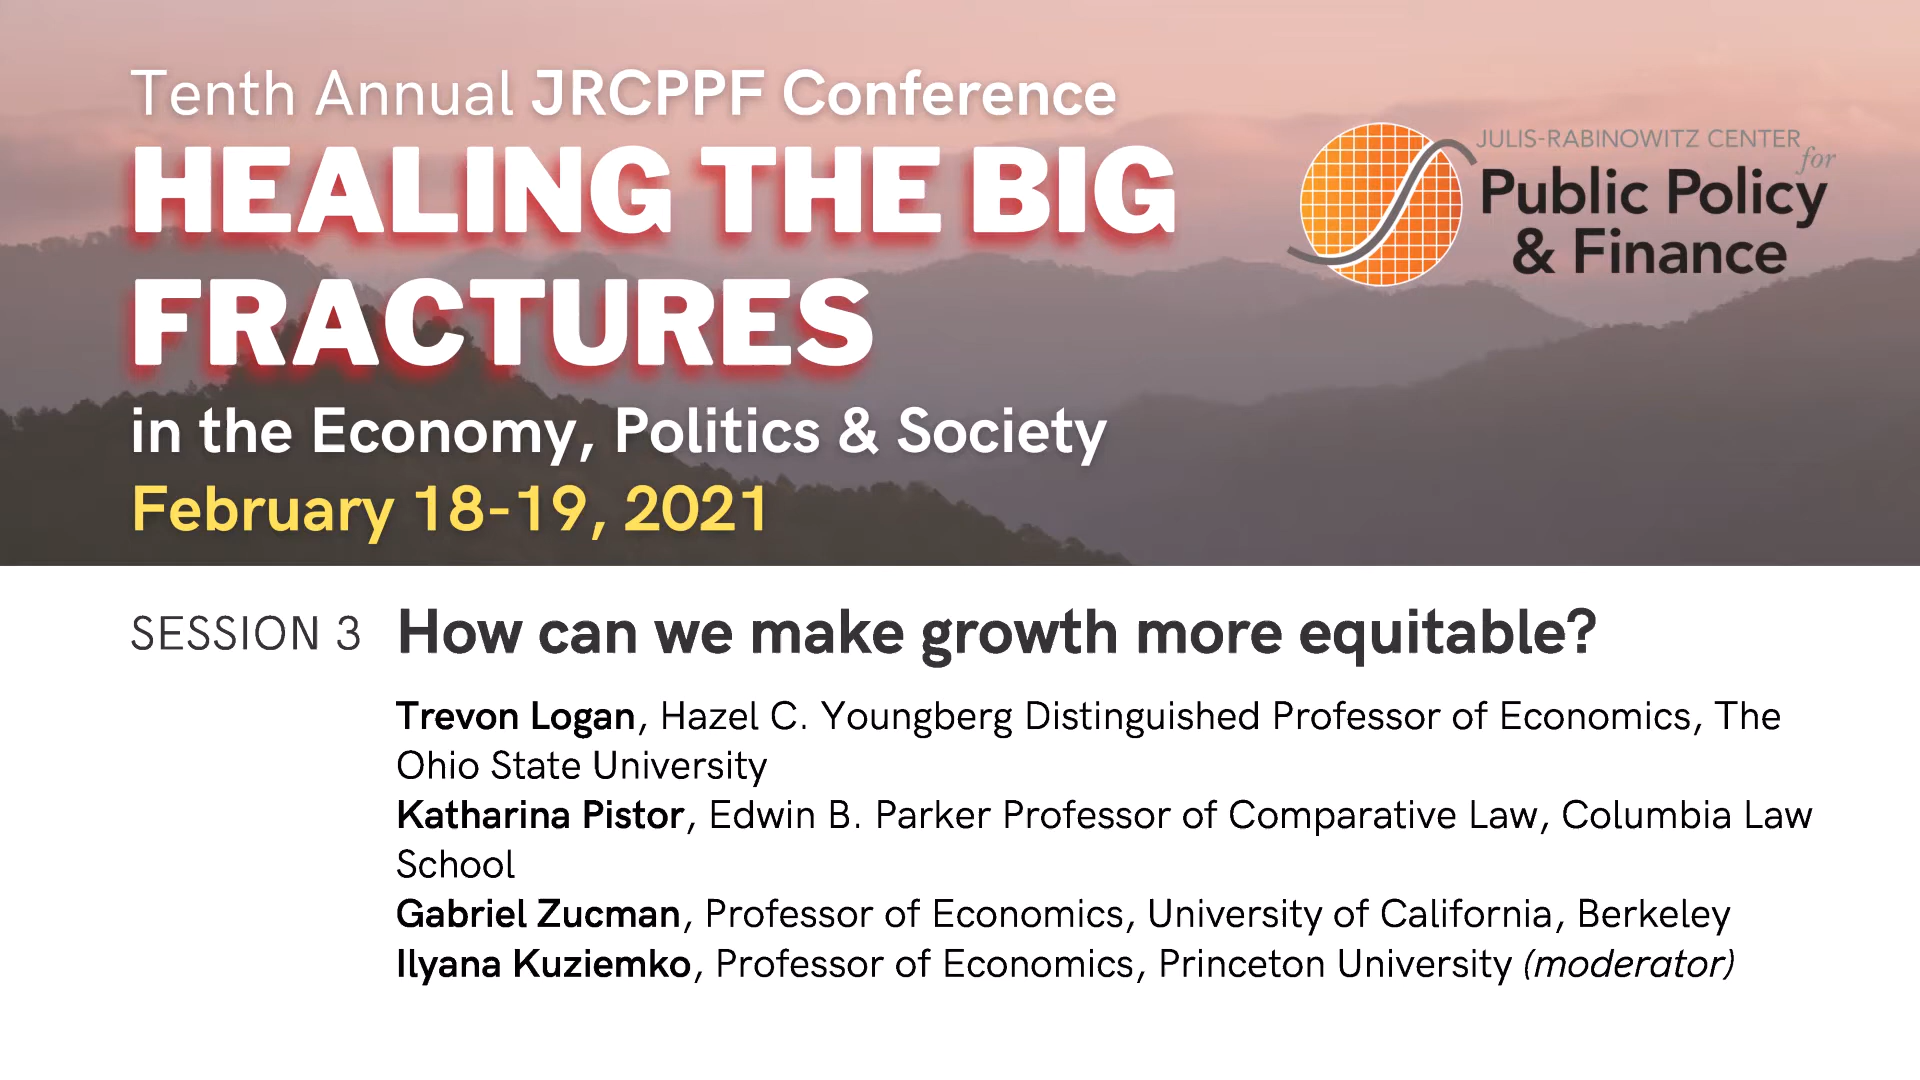 Tenth Annual JRCPPF Conference
HEALING THE BIG
FRACTURES
in the Economy, Politics & Society
February 18-19, 2021
JULIS-RABINOWITZ CENTER for
Public Policy
& Finance
SESSION 3 How can we make growth more equitable?
Trevon Logan, Hazel C. Youngberg Distinguished Professor of Economics, The
Ohio State University
Katharina Pistor, Edwin B. Parker Professor of Comparative Law, Columbia Law
School
Gabriel Zucman, Professor of Economics, University of California, Berkeley
Ilyana Kuziemko, Professor of Economics, Princeton University (moderator)